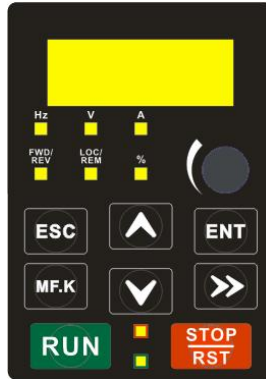 Hz V A
FWD/ LOC/ %
REV REM
ESC ENT
MF.K
RUN STOP
RST